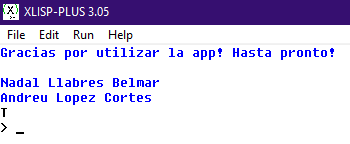 XLISP-PLUS 3.05
File Edit Run Help
Gracias por utilizar la app! Hasta pronto!
Nadal Llabres Belmar
Andreu Lopez Cortes
T
> _